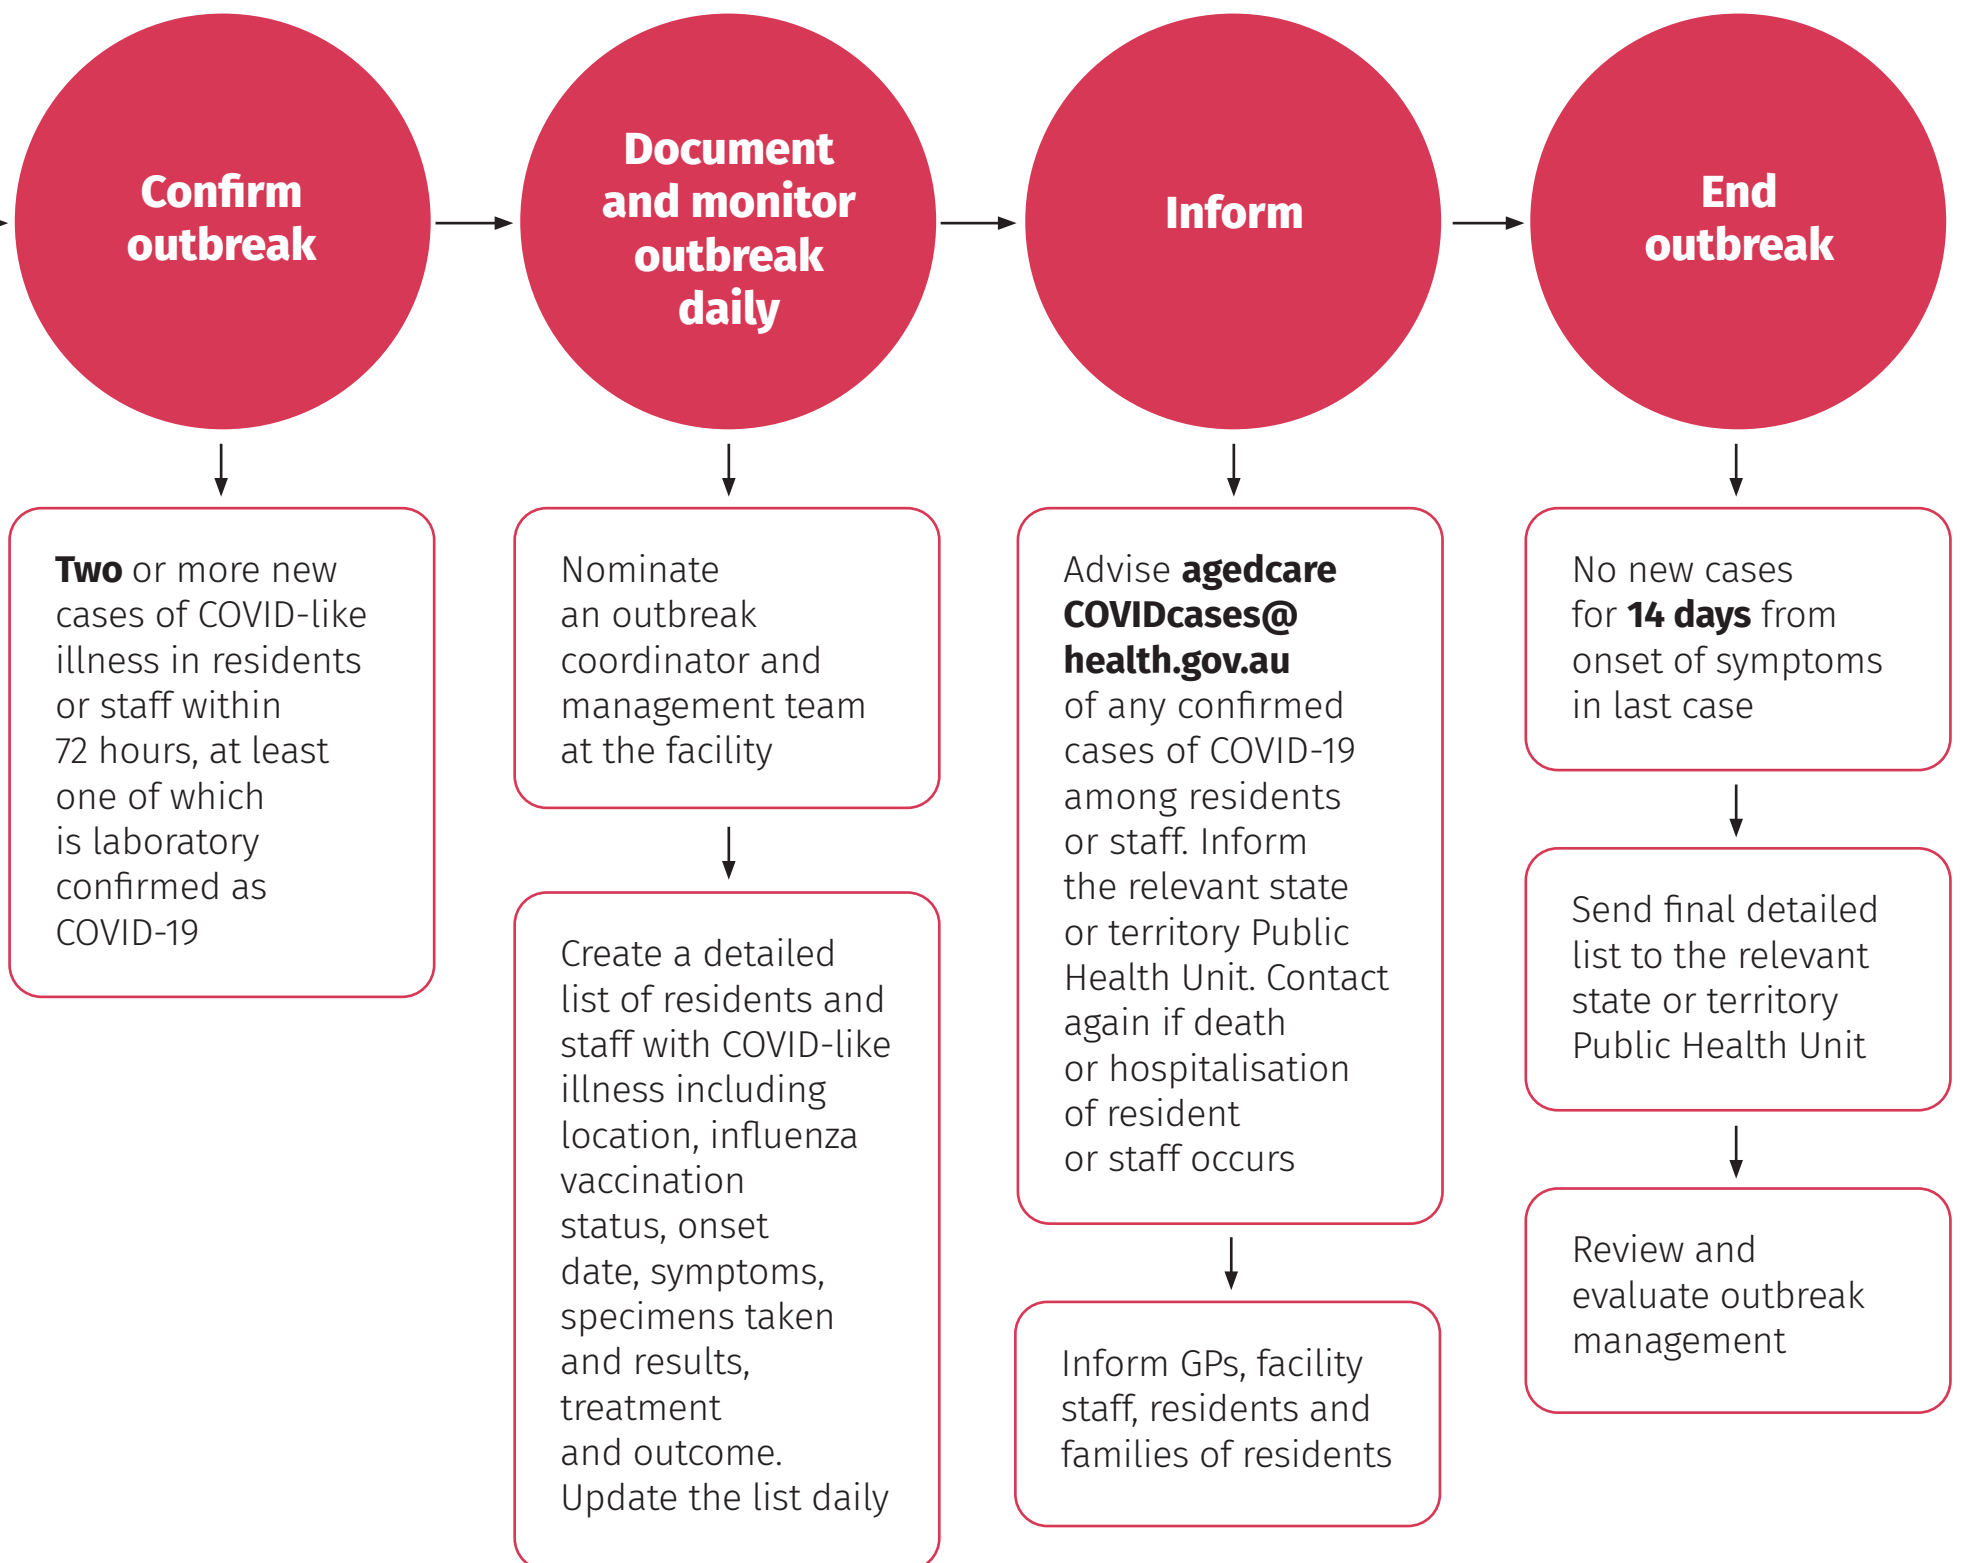 Confirm
outbreak
Two or more new
cases of COVID-like
illness in residents
or staff within
72 hours, at least
one of which
is laboratory
confirmed as
COVID-19
Document
and monitor
outbreak
daily
Nominate
an outbreak
coordinator and
management team
at the facility
Create a detailed
list of residents and
staff with COVID-like
illness including
location, influenza
vaccination
status, onset
date, symptoms,
specimens taken
and results,
treatment
and outcome.
Update the list daily
Inform
Advise agedcare
COVIDcases@
health.gov.au
of any confirmed
cases of COVID-19
among residents
or staff. Inform
the relevant state
or territory Public
Health Unit. Contact
again if death
or hospitalisation
of resident
or staff occurs
Inform GPs, facility
staff, residents and
families of residents
End
outbreak
No new cases
for 14 days from
onset of symptoms
in last case
Send final detailed
list to the relevant
state or territory
Public Health Unit
Review and
evaluate outbreak
management